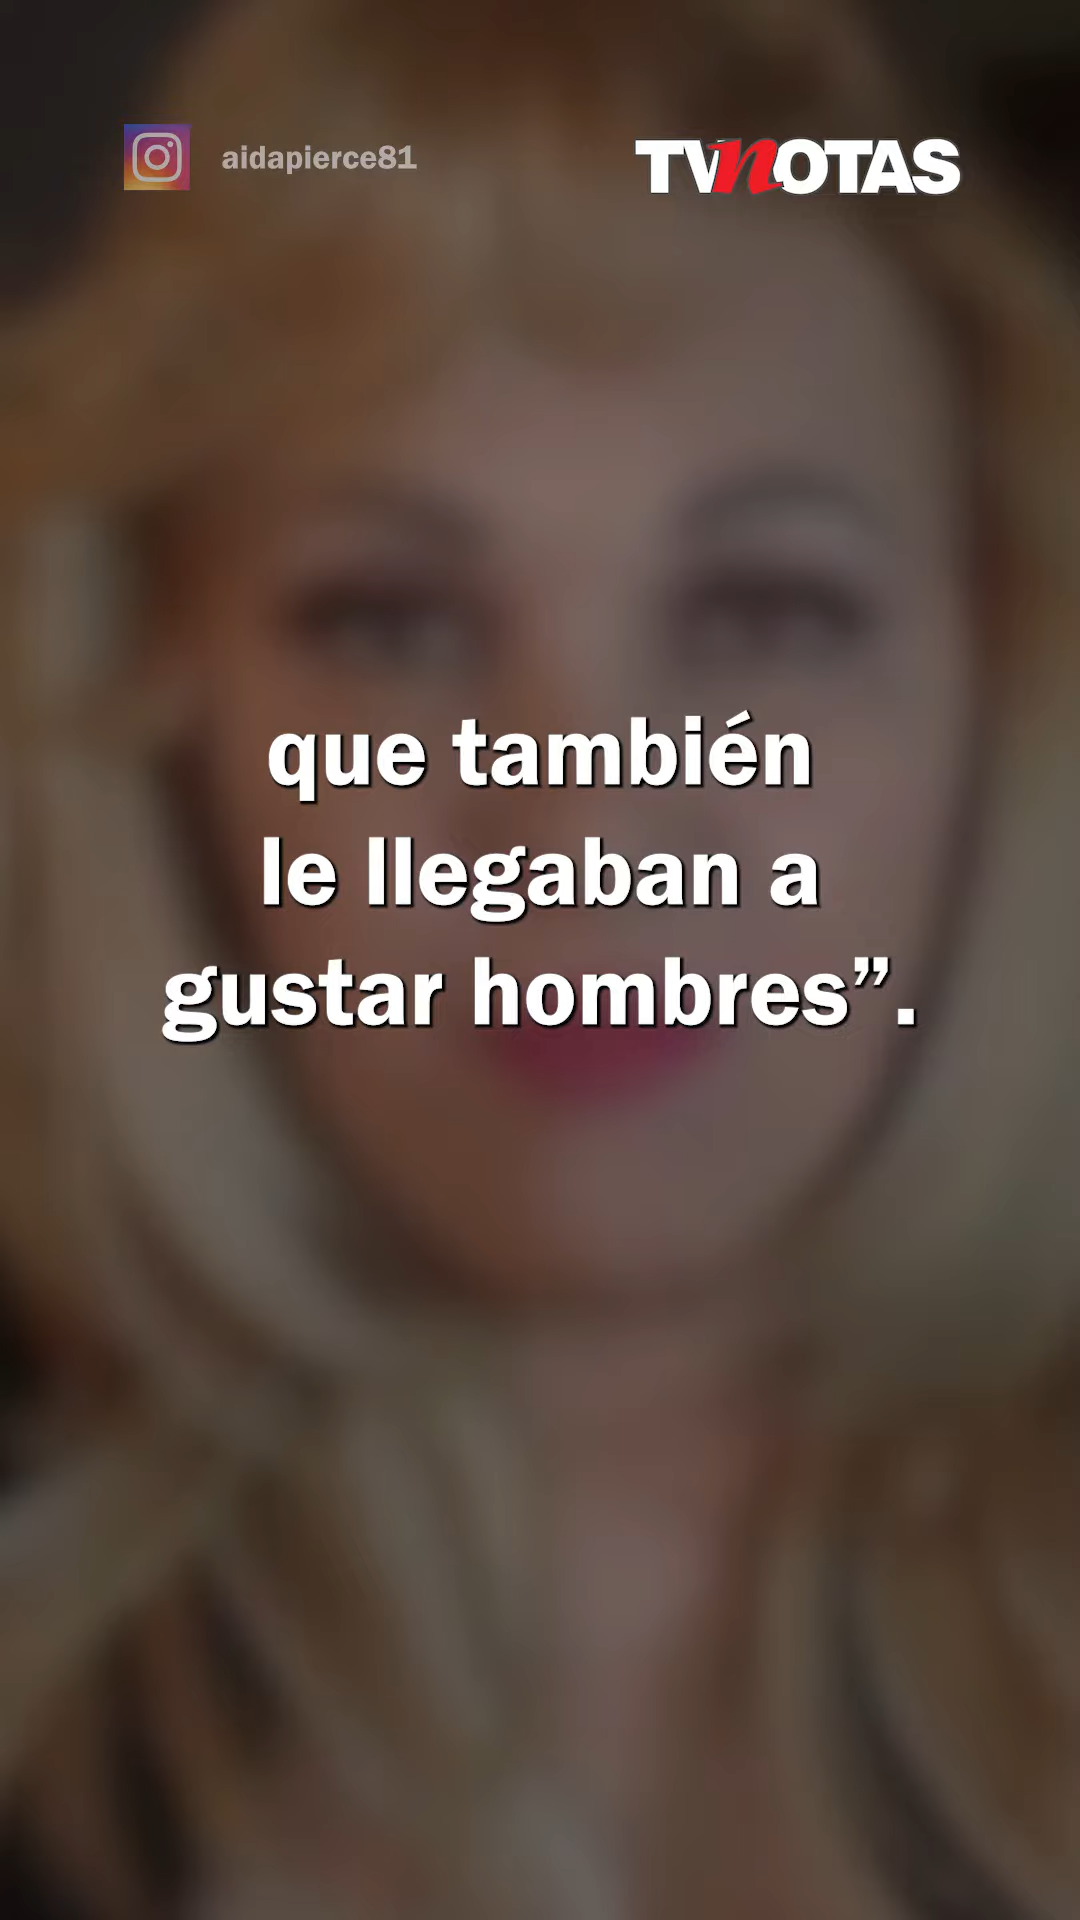 aidapierce81
TVnOTAS
que también
le llegaban a
gustar hombres”.